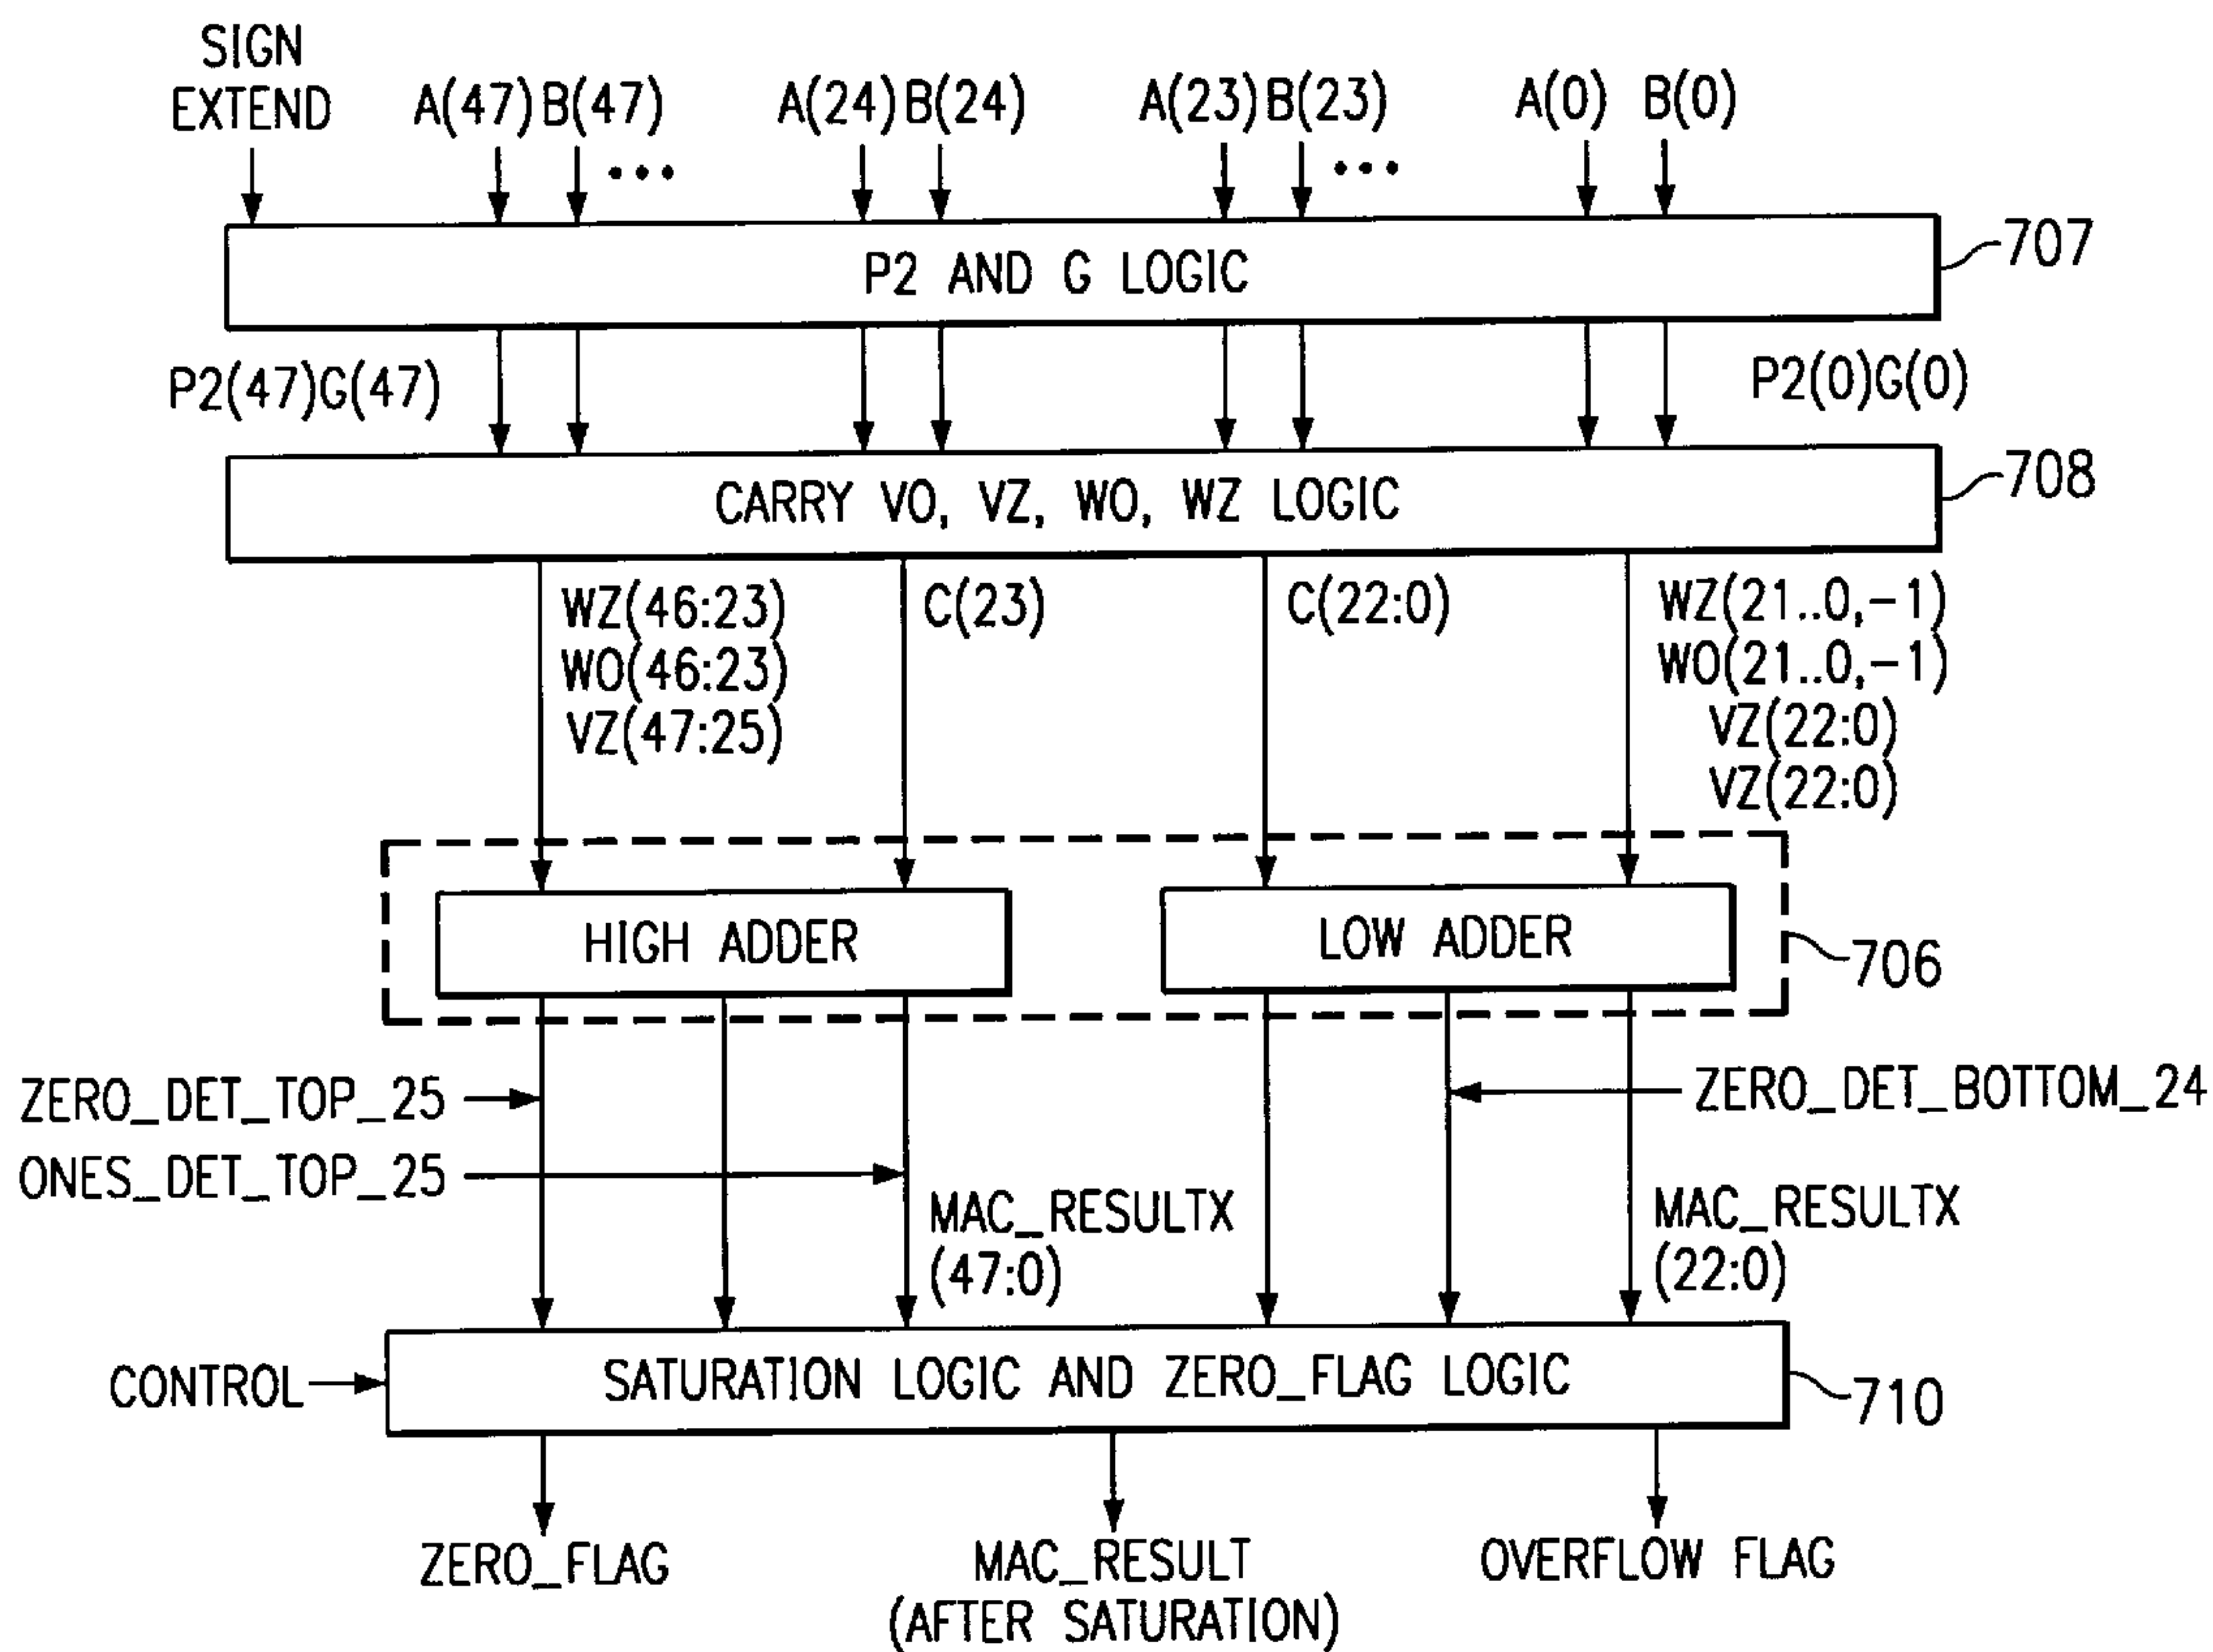 SIGN
EXTEND
A(47) B(47)
A(24) B(24)
A(23) B(23)
A(0) B(0)
P2 AND G LOGIC
707
P2(47)G(47)
P2(0)G(0)
CARRY VO, VZ, WO, WZ LOGIC
708
WZ(46:23)
WO(46:23)
VZ(47:25)
C(23)
C(22:0)
WZ(21..0,-1)
WO(21..0,-1)
VZ(22:0)
VZ(22:0)
HIGH ADDER
LOW ADDER
706
ZERO_DET_TOP_25
ZERO_DET_BOTTOM_24
ONES_DET_TOP_25
MAC_RESULTX
(47:0)
MAC_RESULTX
(22:0)
CONTROL
SATURATION LOGIC AND ZERO_FLAG LOGIC
710
ZERO_FLAG
MAC_RESULT
(AFTER SATURATION)
OVERFLOW FLAG